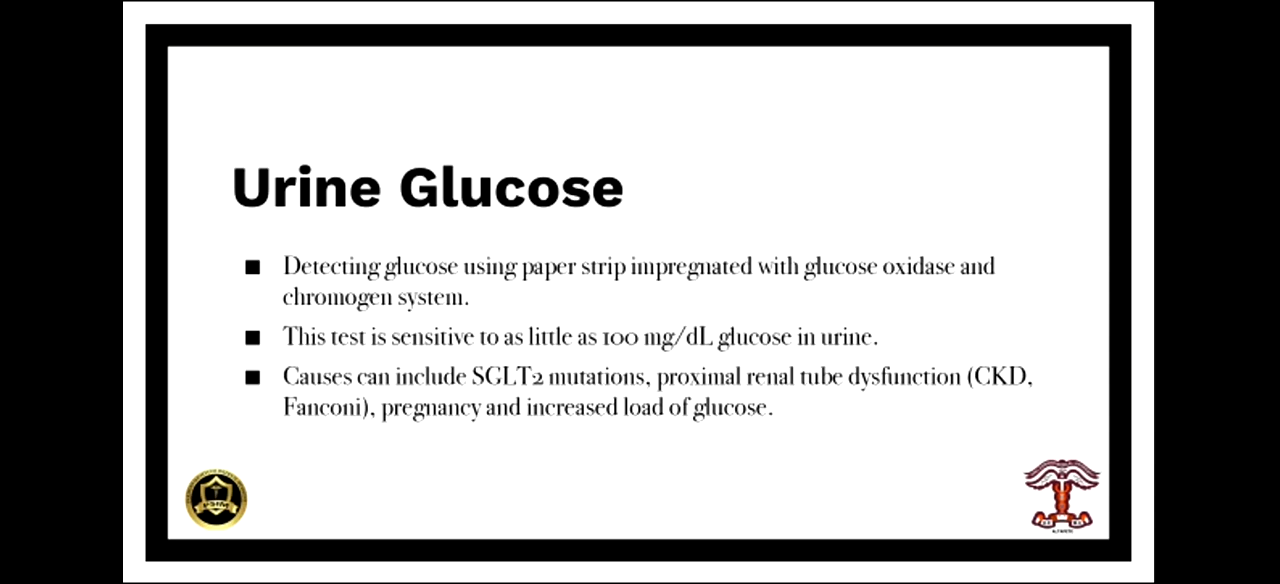 Urine Glucose
■ Detecting glucose using paper strip impregnated with glucose oxidase and
chromogen system.
■ This test is sensitive to as little as 100 mg/dL glucose in urine.
■ Causes can include SGLT2 mutations, proximal renal tube dysfunction (CKD,
Fanconi), pregnancy and increased load of glucose.